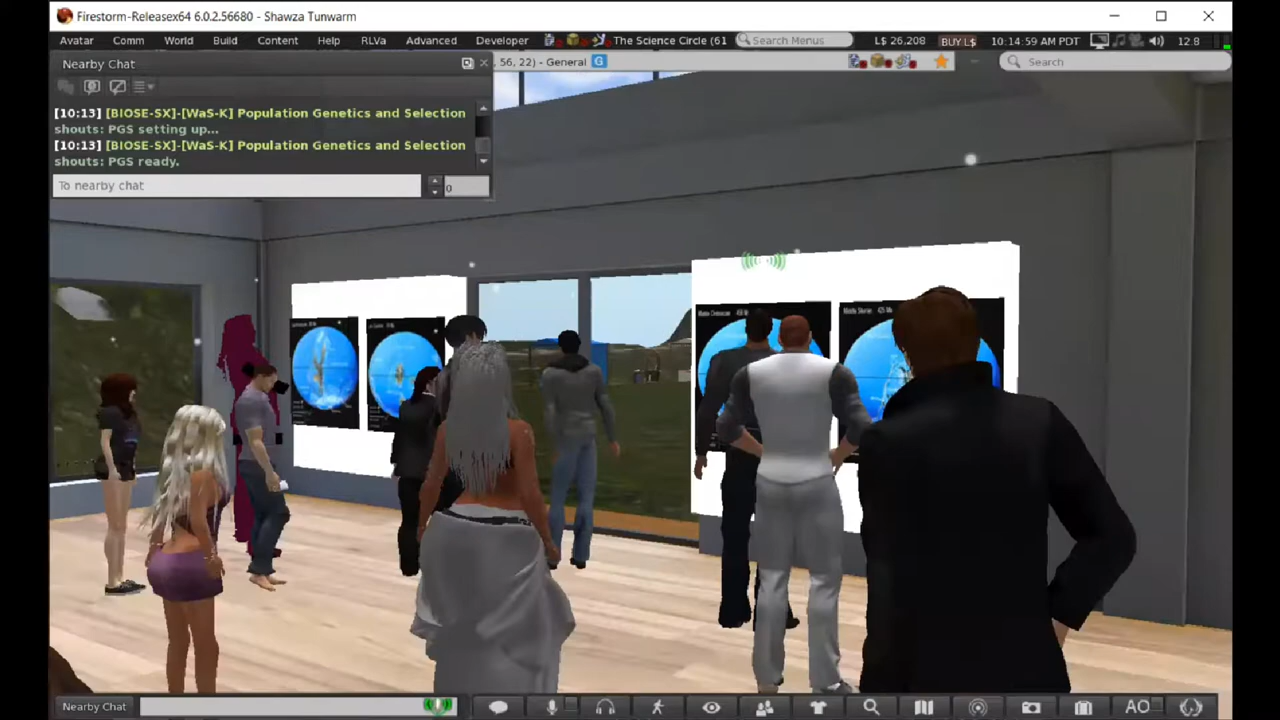 Firestorm-Releasex64 6.0.2.56680 - Shawza Tunwarm
Avatar Comm World Build Content Help RLVa Advanced Developer The Science Circle (61 Search Menus L$ 26,208 BUY L$ 10:14:59 AM PDT 12.8
Nearby Chat , 56, 22) - General G Search
[10:13] [BIOSE-SX]-[WaS-K] Population Genetics and Selection
shouts: PGS setting up...
[10:13] [BIOSE-SX]-[WaS-K] Population Genetics and Selection
shouts: PGS ready.
To nearby chat 0
Nearby Chat AO